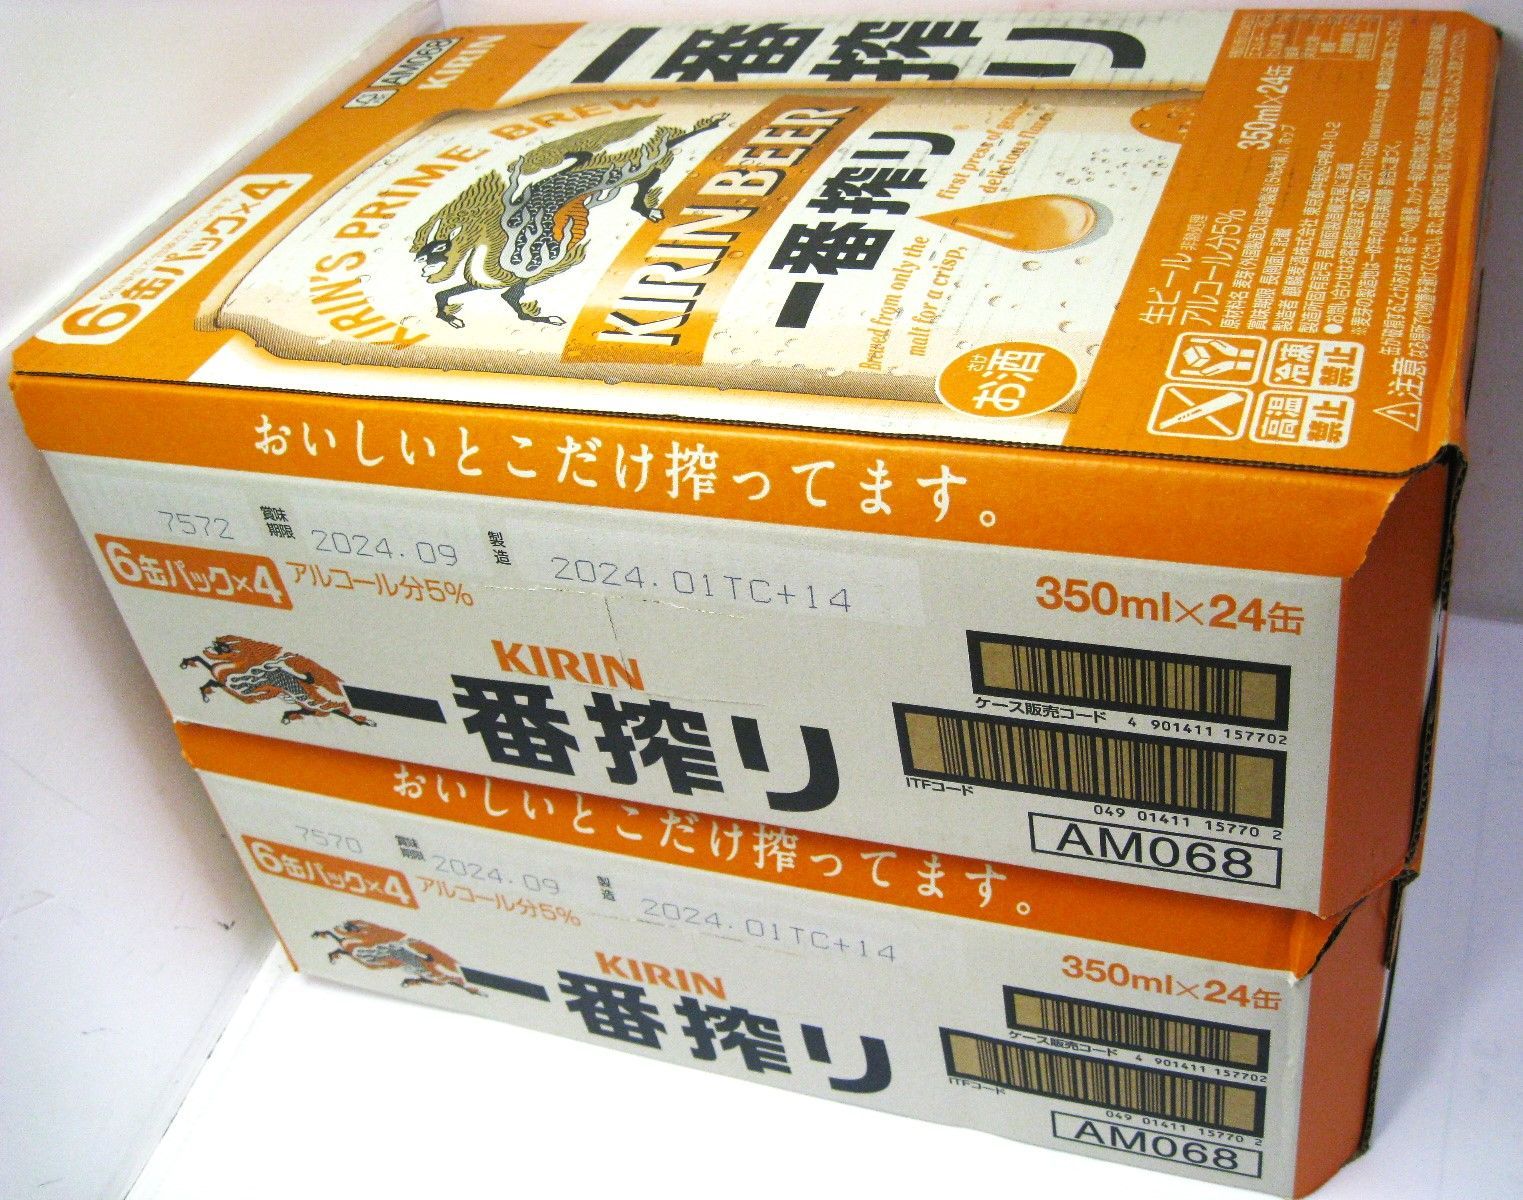 一番搾り
AM068
KIRIN
6缶パック×4
KIRIN'S PRIME BREW
KIRIN BEER
一番搾り
first press of
delicious flavor
Brewed from only the
malt for a crisp,
お酒
350ml×24缶
生ビール 非熱処理
アルコール分5%
高温
禁止
冷凍
禁止
⚠注意
おいしいとこだけ搾ってます。
7572 賞味期限 2024.09 製造 2024.01TC+14
6缶パック×4 アルコール分5%
350ml×24缶
KIRIN
一番搾り
ケース販売コード 4 901411 157702
ITFコード 049 01411 15770 2
AM068
おいしいとこだけ搾ってます。
7570 賞味期限 2024.09 製造 2024.01TC+14
6缶パック×4 アルコール分5%
350ml×24缶
KIRIN
一番搾り
ケース販売コード 4 901411 157702
ITFコード 049 01411 15770 2
AM068